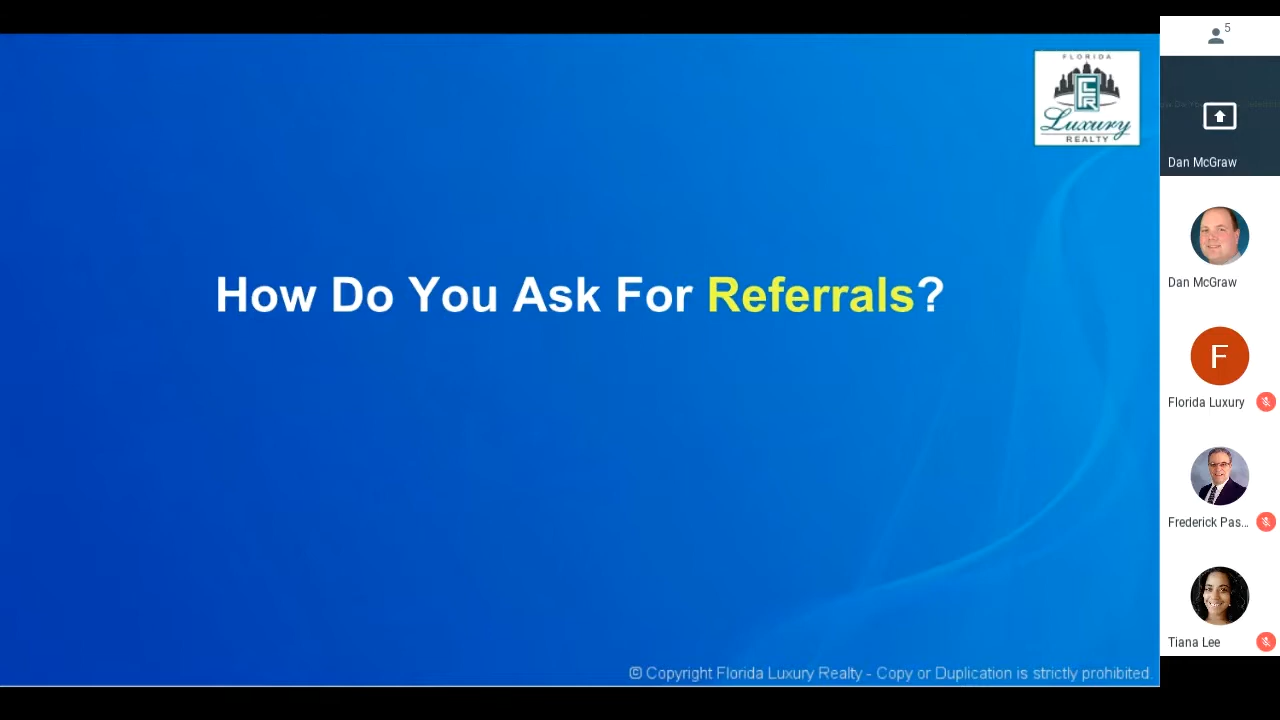 FLORIDA
FLR
Luxury
REALTY
How Do You Ask For Referrals?
© Copyright Florida Luxury Realty - Copy or Duplication is strictly prohibited.
5
Dan McGraw
Dan McGraw
F
Florida Luxury
Frederick Pas...
Tiana Lee